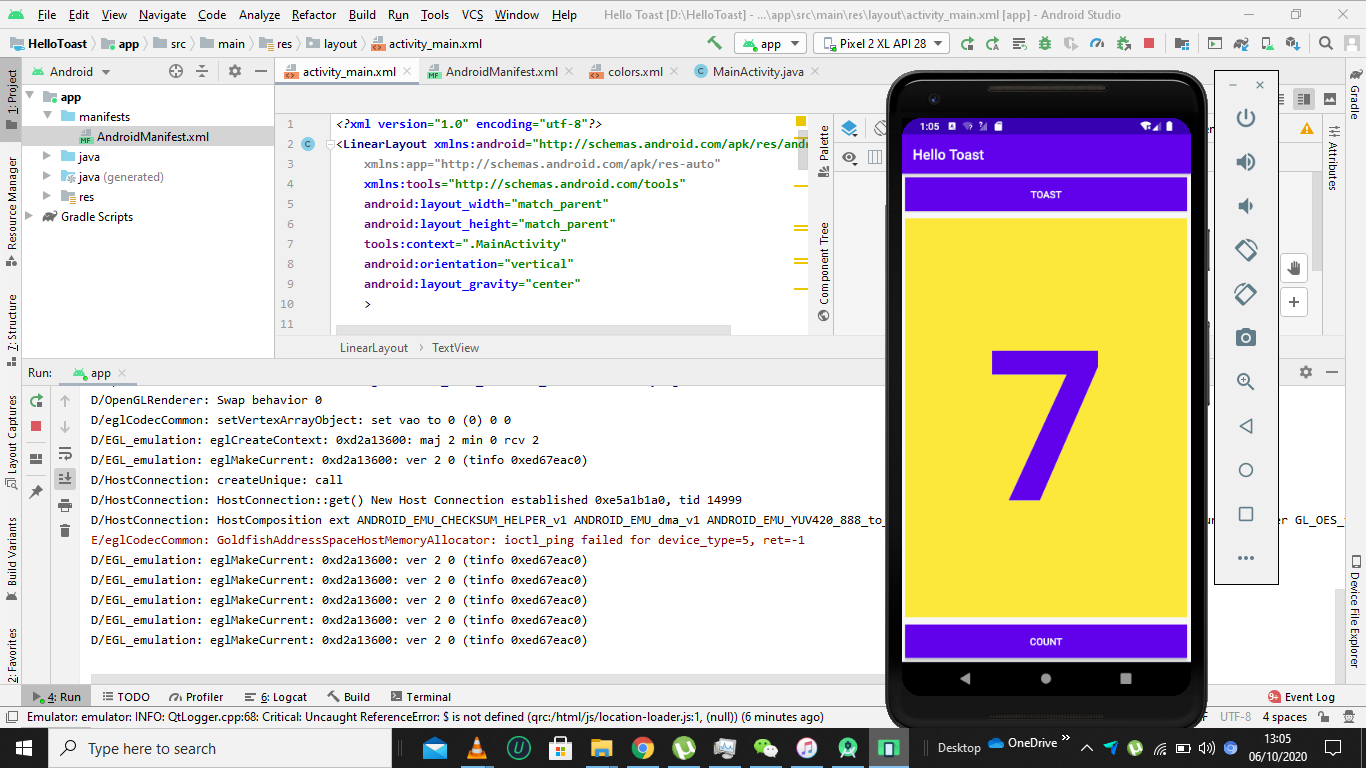 File Edit View Navigate Code Analyze Refactor Build Run Tools VCS Window Help Hello Toast [D:\HelloToast] - ...\app\src\main\res\layout\activity_main.xml [app] - Android Studio
HelloToast app src main res layout activity_main.xml app Pixel 2 XL API 28
Android activity_main.xml AndroidManifest.xml colors.xml MainActivity.java
1: Project
Resource Manager
7: Structure
Layout Captures
Build Variants
2: Favorites
app
manifests
AndroidManifest.xml
java
java (generated)
res
Gradle Scripts
1 <?xml version="1.0" encoding="utf-8"?>
2 <LinearLayout xmlns:android="http://schemas.android.com/apk/res/andr
3 xmlns:app="http://schemas.android.com/apk/res-auto"
4 xmlns:tools="http://schemas.android.com/tools"
5 android:layout_width="match_parent"
6 android:layout_height="match_parent"
7 tools:context=".MainActivity"
8 android:orientation="vertical"
9 android:layout_gravity="center"
10 >
11
LinearLayout TextView
Palette
Component Tree
Gradle
Attributes
Device File Explorer
Run: app
D/OpenGLRenderer: Swap behavior 0
D/eglCodecCommon: setVertexArrayObject: set vao to 0 (0) 0 0
D/EGL_emulation: eglCreateContext: 0xd2a13600: maj 2 min 0 rcv 2
D/EGL_emulation: eglMakeCurrent: 0xd2a13600: ver 2 0 (tinfo 0xed67eac0)
D/HostConnection: createUnique: call
D/HostConnection: HostConnection::get() New Host Connection established 0xe5a1b1a0, tid 14999
D/HostConnection: HostComposition ext ANDROID_EMU_CHECKSUM_HELPER_v1 ANDROID_EMU_dma_v1 ANDROID_EMU_YUV420_888_to_ GL_OES_
E/eglCodecCommon: GoldfishAddressSpaceHostMemoryAllocator: ioctl_ping failed for device_type=5, ret=-1
D/EGL_emulation: eglMakeCurrent: 0xd2a13600: ver 2 0 (tinfo 0xed67eac0)
D/EGL_emulation: eglMakeCurrent: 0xd2a13600: ver 2 0 (tinfo 0xed67eac0)
D/EGL_emulation: eglMakeCurrent: 0xd2a13600: ver 2 0 (tinfo 0xed67eac0)
D/EGL_emulation: eglMakeCurrent: 0xd2a13600: ver 2 0 (tinfo 0xed67eac0)
D/EGL_emulation: eglMakeCurrent: 0xd2a13600: ver 2 0 (tinfo 0xed67eac0)
1:05
Hello Toast
TOAST
7
COUNT
4: Run TODO Profiler 6: Logcat Build Terminal 9+ Event Log
Emulator: emulator: INFO: QtLogger.cpp:68: Critical: Uncaught ReferenceError: $ is not defined (qrc:/html/js/location-loader.js:1, (null)) (6 minutes ago) UTF-8 4 spaces
Type here to search Desktop OneDrive
13:05
06/10/2020